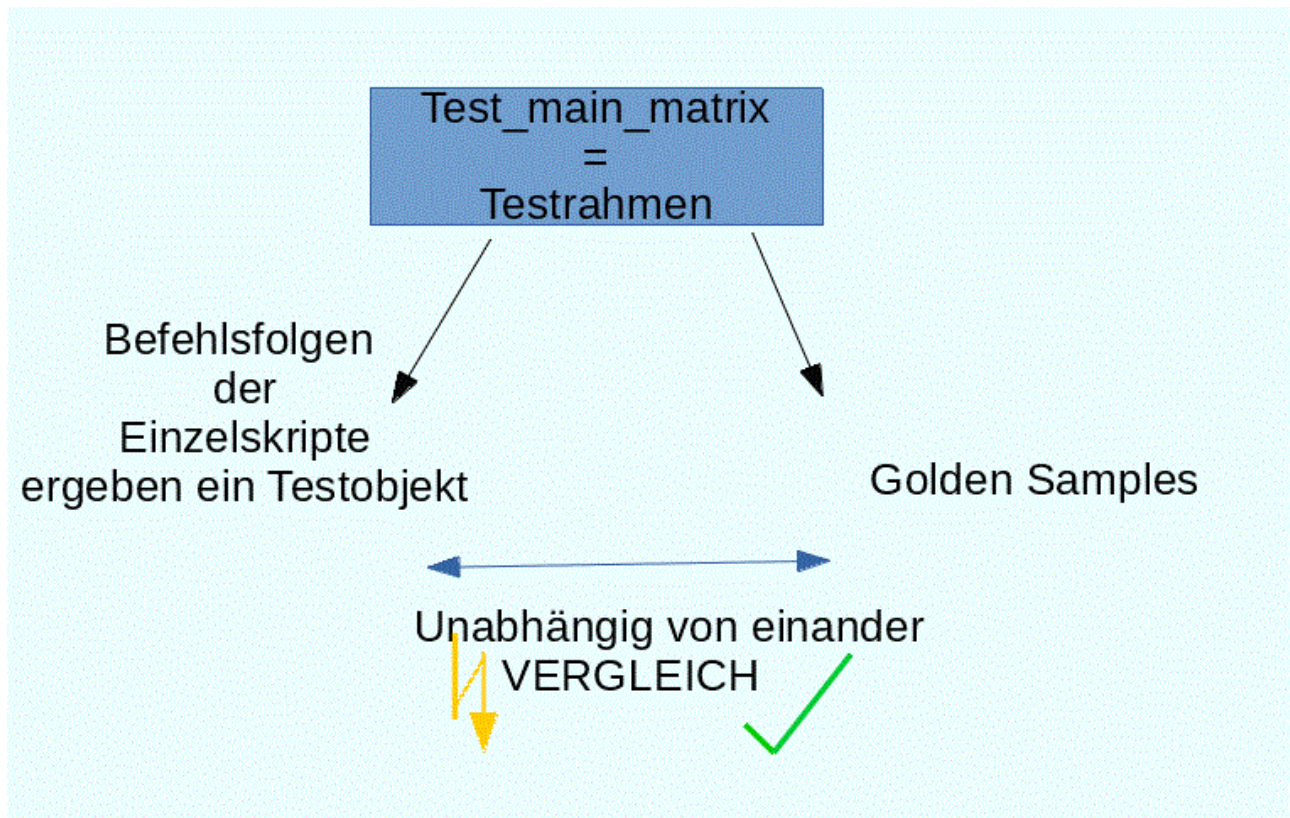 Test_main_matrix
=
Testrahmen
Befehlsfolgen
der
Einzelskripte
ergeben ein Testobjekt
Golden Samples
Unabhängig von einander
VERGLEICH